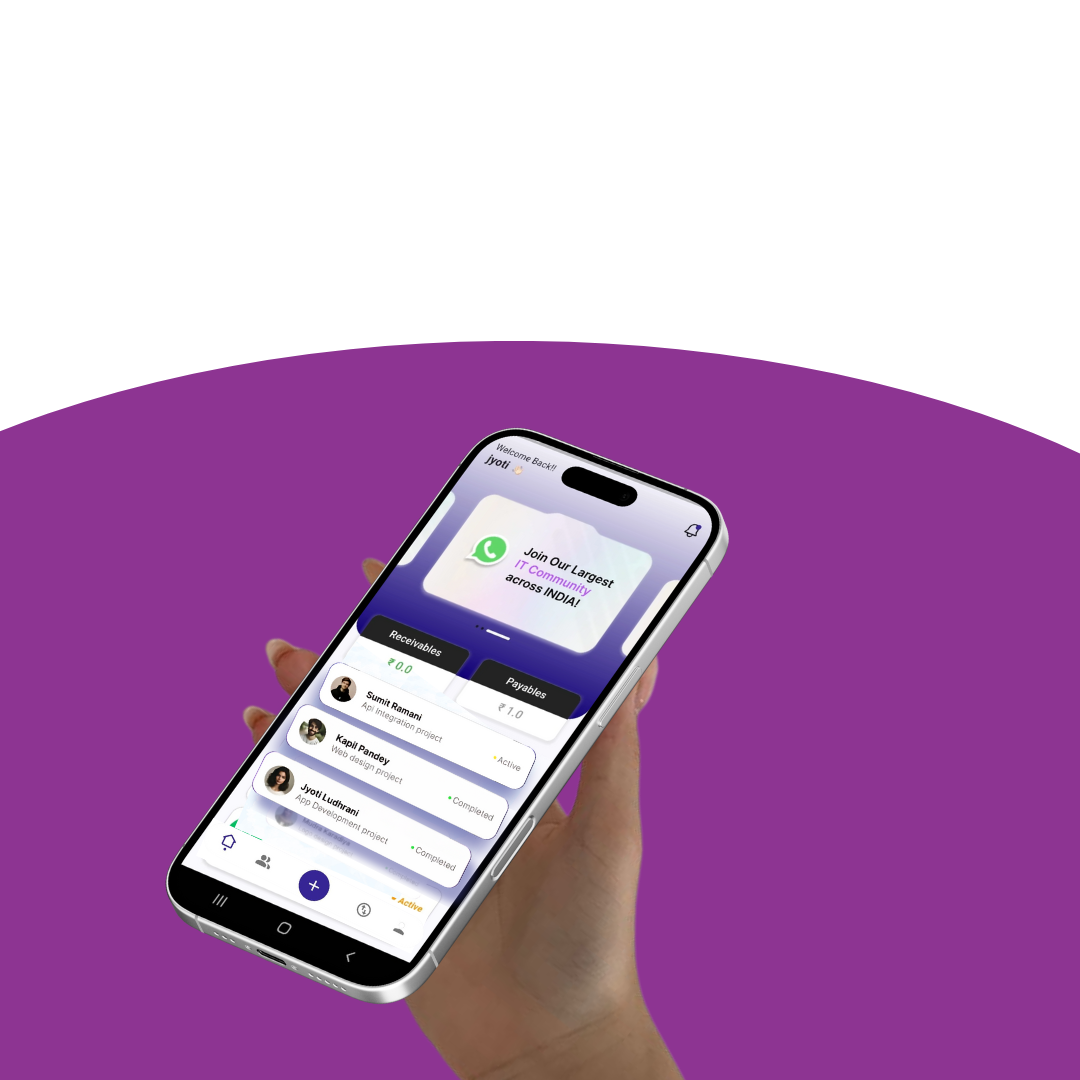 Welcome Back!!
jyoti
Join Our Largest
IT Community
across INDIA!
Receivables
₹ 0.0
Payables
₹ 1.0
Sumit Ramani
Api Integration project
Active
Kapil Pandey
Web design project
Completed
Jyoti Ludhrani
App Development project
Completed
Active